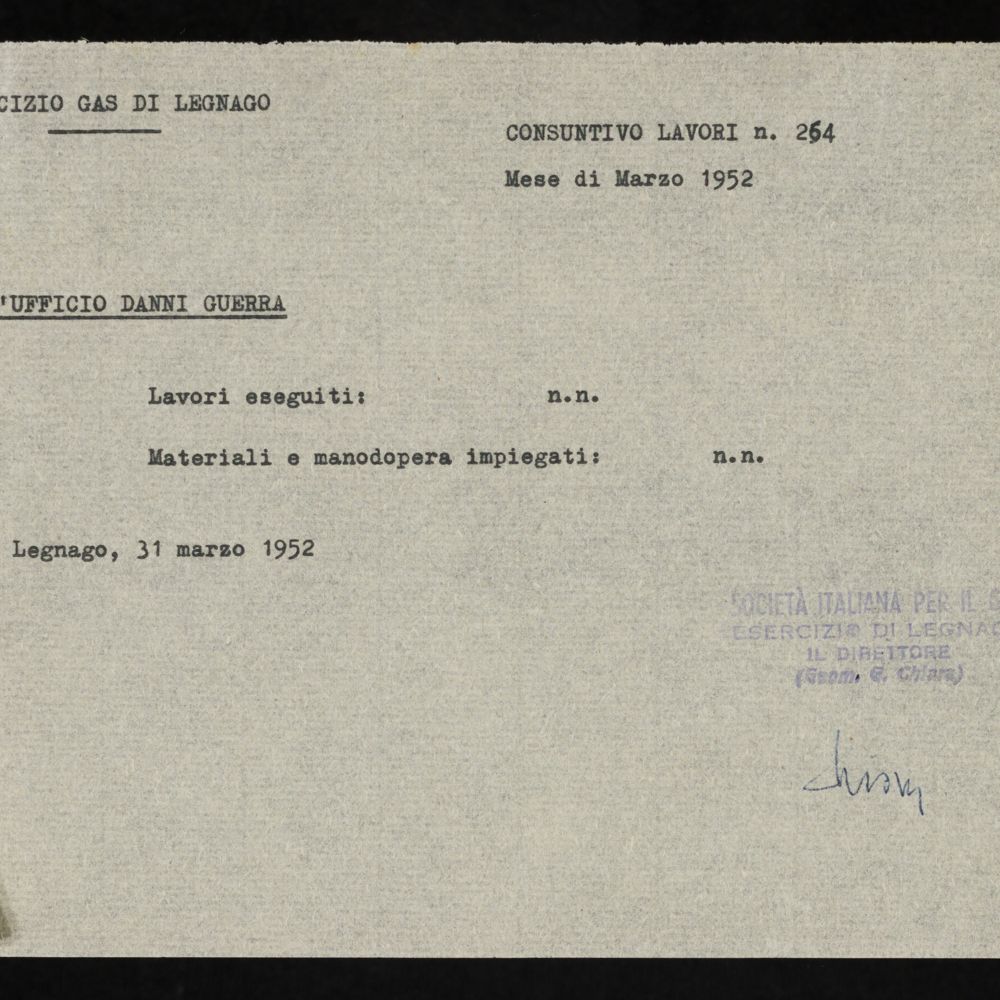 CIZIO GAS DI LEGNAGO
CONSUNTIVO LAVORI n. 264
Mese di Marzo 1952
'UFFICIO DANNI GUERRA
Lavori eseguiti: n.n.
Materiali e manodopera impiegati: n.n.
Legnago, 31 marzo 1952
SOCIETÀ ITALIANA PER IL G
ESERCIZIO DI LEGNAG
IL DIRETTORE
(Geom. G. Chiara)